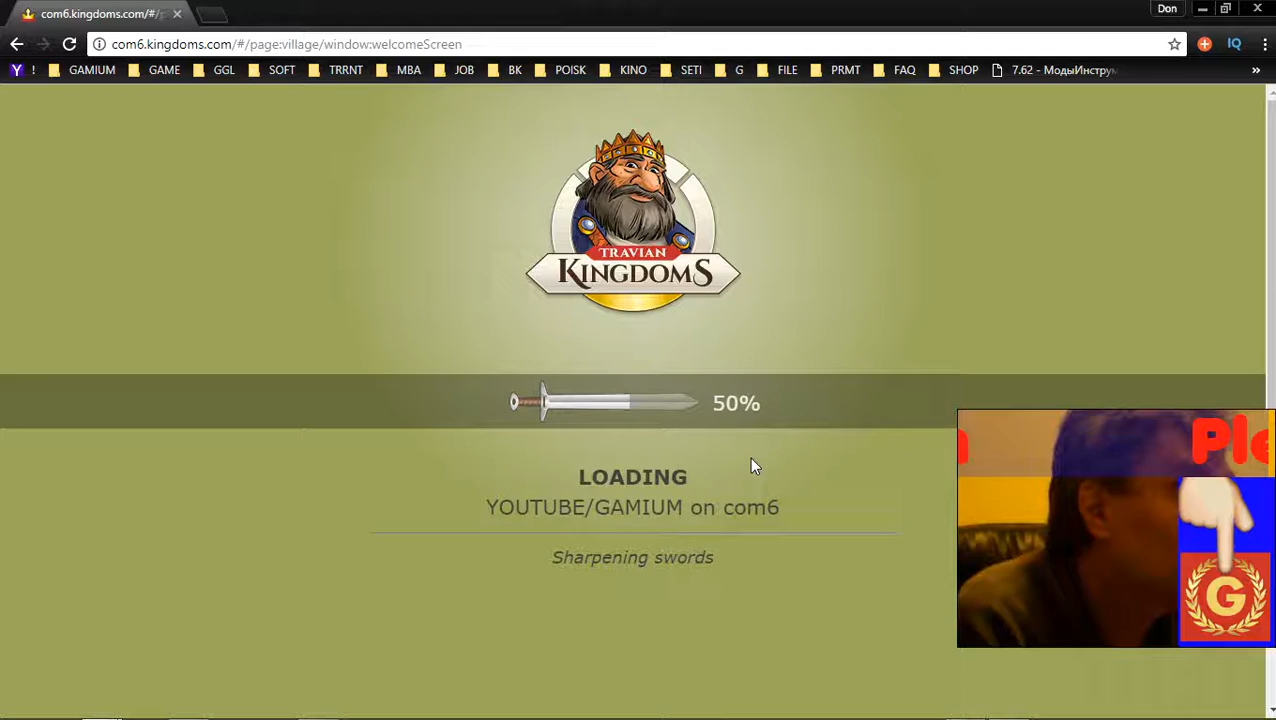 com6.kingdoms.com/#/p
Don
com6.kingdoms.com/#/page:village/window:welcomeScreen
IQ
Y ! GAMIUM GAME GGL SOFT TRRNT MBA JOB BK POISK KINO SETI G FILE PRMT FAQ SHOP 7.62 - МодыИнструм »
TRAVIAN
KINGDOMS
50%
LOADING
YOUTUBE/GAMIUM on com6
Sharpening swords
G